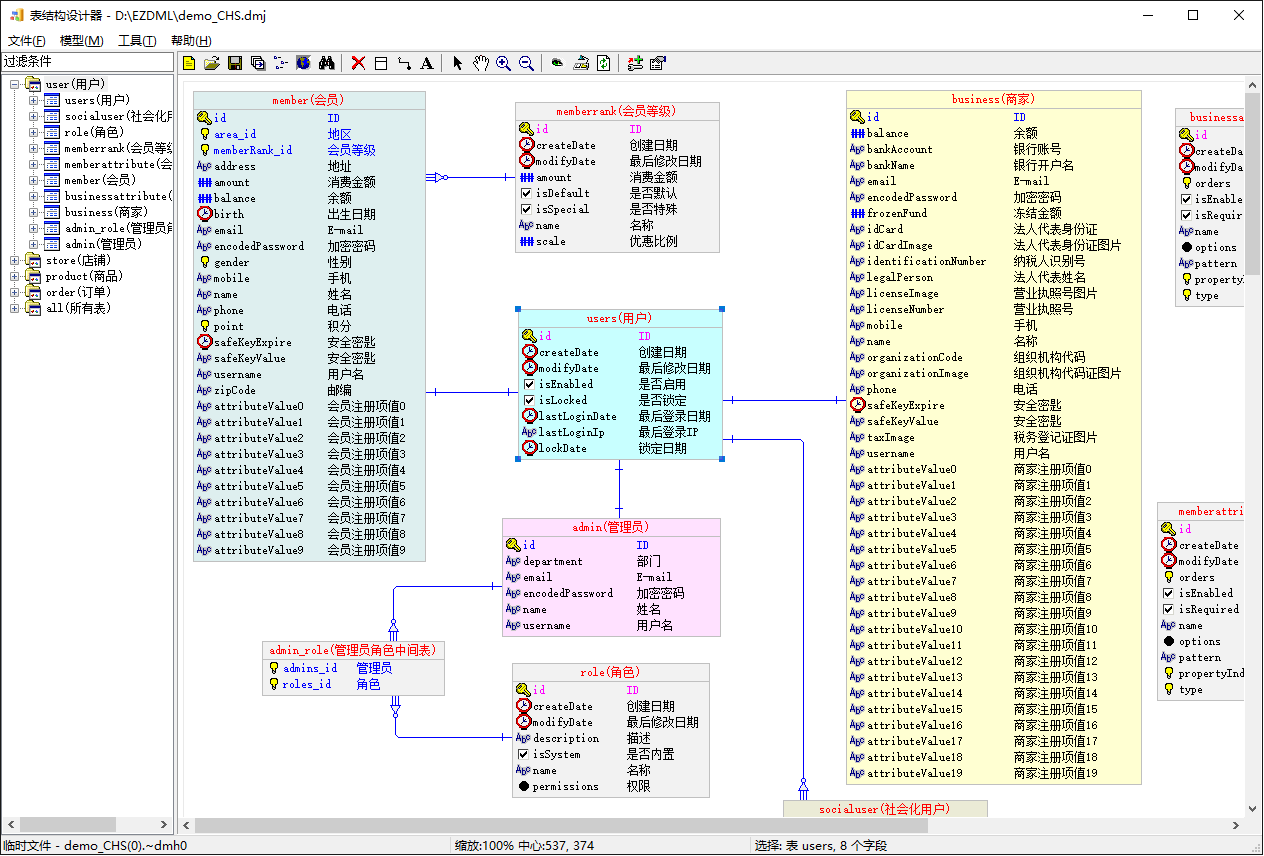 表结构设计器 - D:\EZDML\demo_CHS.dmj
文件(F) 模型(M) 工具(T) 帮助(H)
过滤条件
user(用户)
users(用户)
socialuser(社会化用
role(角色)
memberrank(会员等级
memberattribute(会
member(会员)
businessattribute(
business(商家)
admin_role(管理员角
admin(管理员)
store(店铺)
product(商品)
order(订单)
all(所有表)
member(会员)
id ID
area_id 地区
memberRank_id 会员等级
address 地址
amount 消费金额
balance 余额
birth 出生日期
email E-mail
encodedPassword 加密密码
gender 性别
mobile 手机
name 姓名
phone 电话
point 积分
safeKeyExpire 安全密匙
safeKeyValue 安全密匙
username 用户名
zipCode 邮编
attributeValue0 会员注册项值0
attributeValue1 会员注册项值1
attributeValue2 会员注册项值2
attributeValue3 会员注册项值3
attributeValue4 会员注册项值4
attributeValue5 会员注册项值5
attributeValue6 会员注册项值6
attributeValue7 会员注册项值7
attributeValue8 会员注册项值8
attributeValue9 会员注册项值9
memberrank(会员等级)
id ID
createDate 创建日期
modifyDate 最后修改日期
amount 消费金额
isDefault 是否默认
isSpecial 是否特殊
name 名称
scale 优惠比例
users(用户)
id ID
createDate 创建日期
modifyDate 最后修改日期
isEnabled 是否启用
isLocked 是否锁定
lastLoginDate 最后登录日期
lastLoginIp 最后登录IP
lockDate 锁定日期
admin(管理员)
id ID
department 部门
email E-mail
encodedPassword 加密密码
name 姓名
username 用户名
admin_role(管理员角色中间表)
admins_id 管理员
roles_id 角色
role(角色)
id ID
createDate 创建日期
modifyDate 最后修改日期
description 描述
isSystem 是否内置
name 名称
permissions 权限
business(商家)
id ID
balance 余额
bankAccount 银行账号
bankName 银行开户名
email E-mail
encodedPassword 加密密码
frozenFund 冻结金额
idCard 法人代表身份证
idCardImage 法人代表身份证图片
identificationNumber 纳税人识别号
legalPerson 法人代表姓名
licenseImage 营业执照号图片
licenseNumber 营业执照号
mobile 手机
name 名称
organizationCode 组织机构代码
organizationImage 组织机构代码证图片
phone 电话
safeKeyExpire 安全密匙
safeKeyValue 安全密匙
taxImage 税务登记证图片
username 用户名
attributeValue0 商家注册项值0
attributeValue1 商家注册项值1
attributeValue2 商家注册项值2
attributeValue3 商家注册项值3
attributeValue4 商家注册项值4
attributeValue5 商家注册项值5
attributeValue6 商家注册项值6
attributeValue7 商家注册项值7
attributeValue8 商家注册项值8
attributeValue9 商家注册项值9
attributeValue10 商家注册项值10
attributeValue11 商家注册项值11
attributeValue12 商家注册项值12
attributeValue13 商家注册项值13
attributeValue14 商家注册项值14
attributeValue15 商家注册项值15
attributeValue16 商家注册项值16
attributeValue17 商家注册项值17
attributeValue18 商家注册项值18
attributeValue19 商家注册项值19
socialuser(社会化用户)
businessa
id
createDa
modifyDa
orders
isEnable
isRequir
name
options
pattern
property
type
memberattri
id
createDate
modifyDate
orders
isEnabled
isRequired
name
options
pattern
propertyInd
type
临时文件 - demo_CHS(0).~dmh0 缩放:100% 中心:537, 374 选择: 表 users, 8 个字段